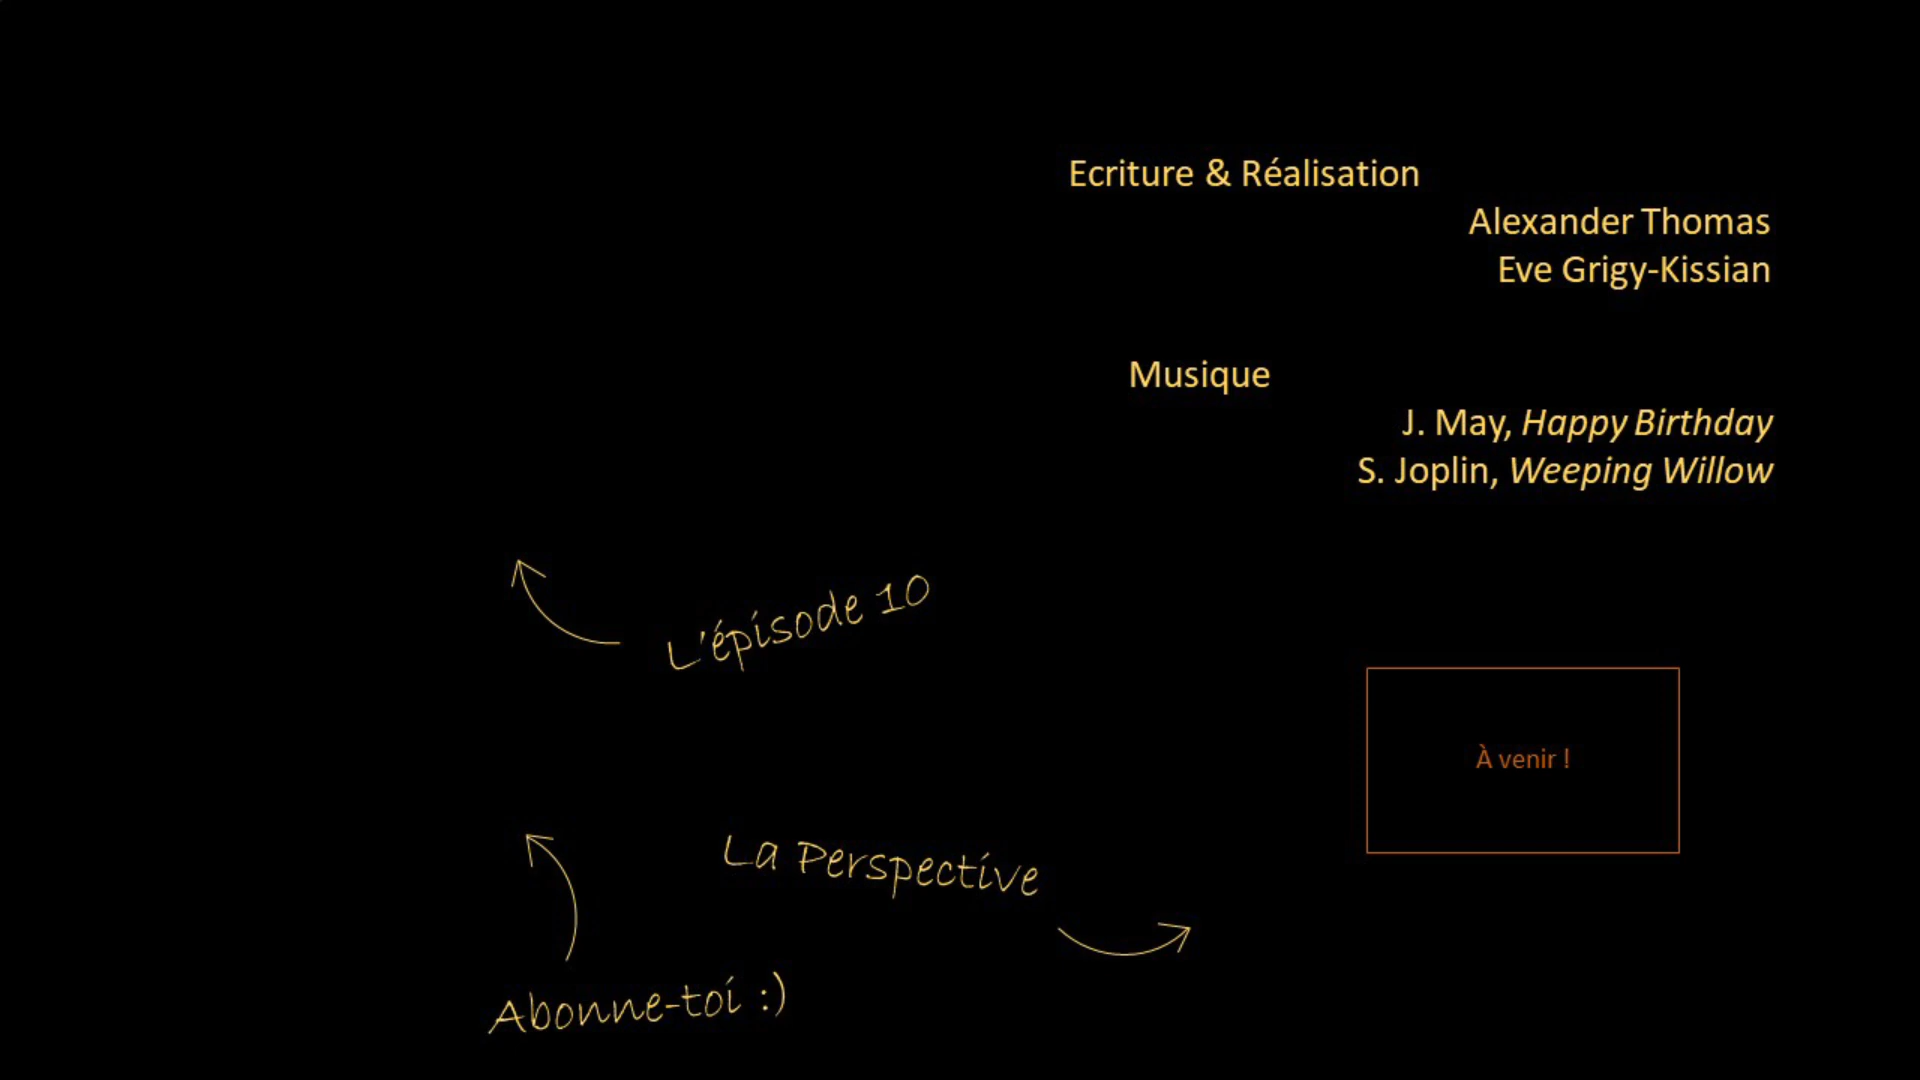 Ecriture & Réalisation
Alexander Thomas
Eve Grigy-Kissian
Musique
J. May, Happy Birthday
S. Joplin, Weeping Willow
L'épisode 10
À venir !
La Perspective
Abonne-toi :)